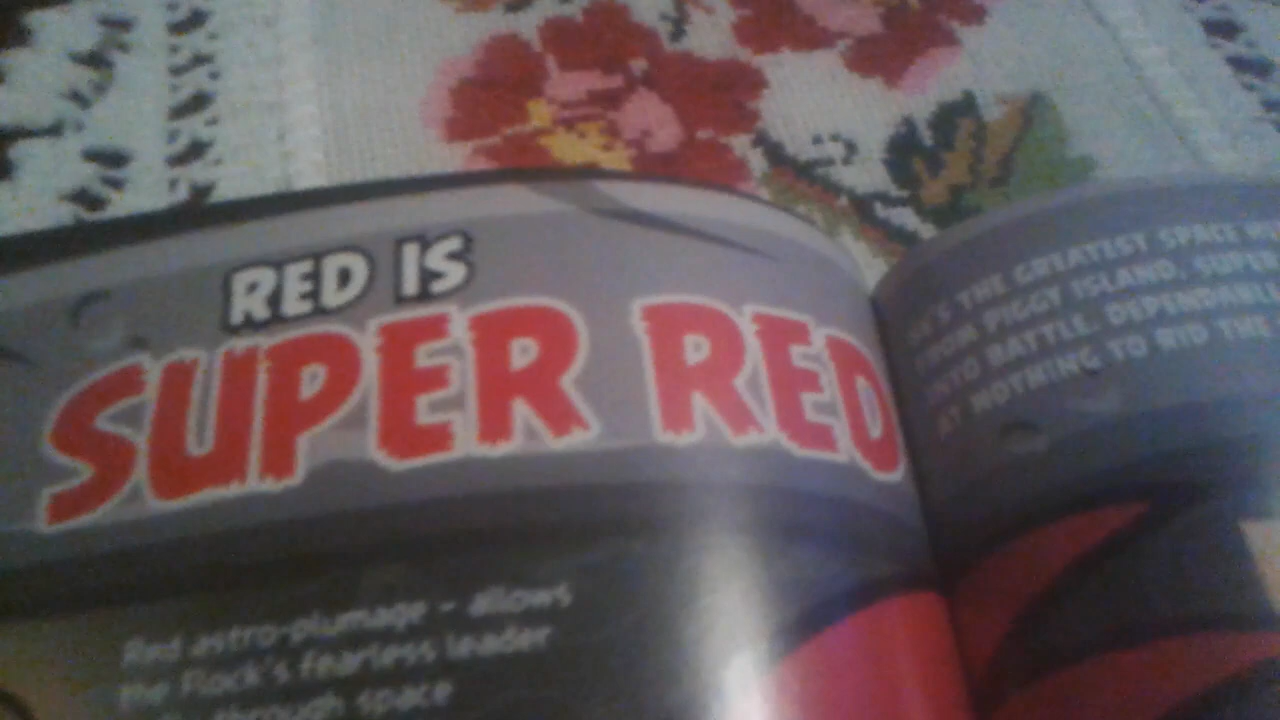 RED IS
SUPER RED
THE GREATEST SPACE
FROM PIGGY ISLAND. SUPER
INTO BATTLE. DEPENDABLE
AT NOTHING TO RID THE
Red astro-plumage - allows
the Flock's fearless leader
through space